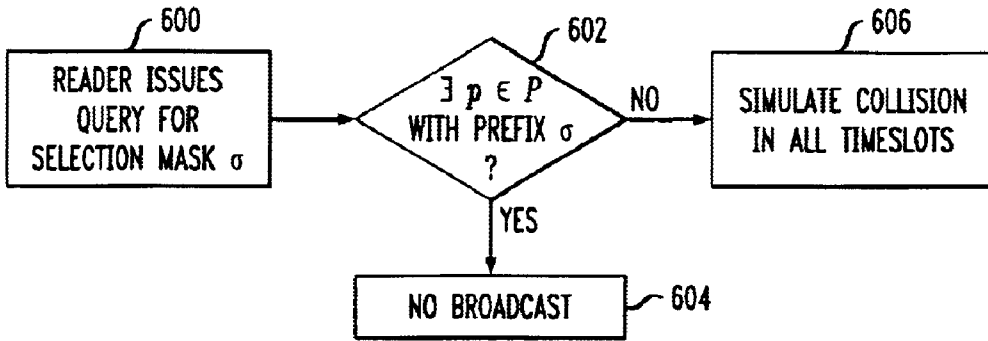 600
READER ISSUES
QUERY FOR
SELECTION MASK σ
602
∃ p ∈ P
WITH PREFIX σ
?
NO
606
SIMULATE COLLISION
IN ALL TIMESLOTS
YES
NO BROADCAST
604